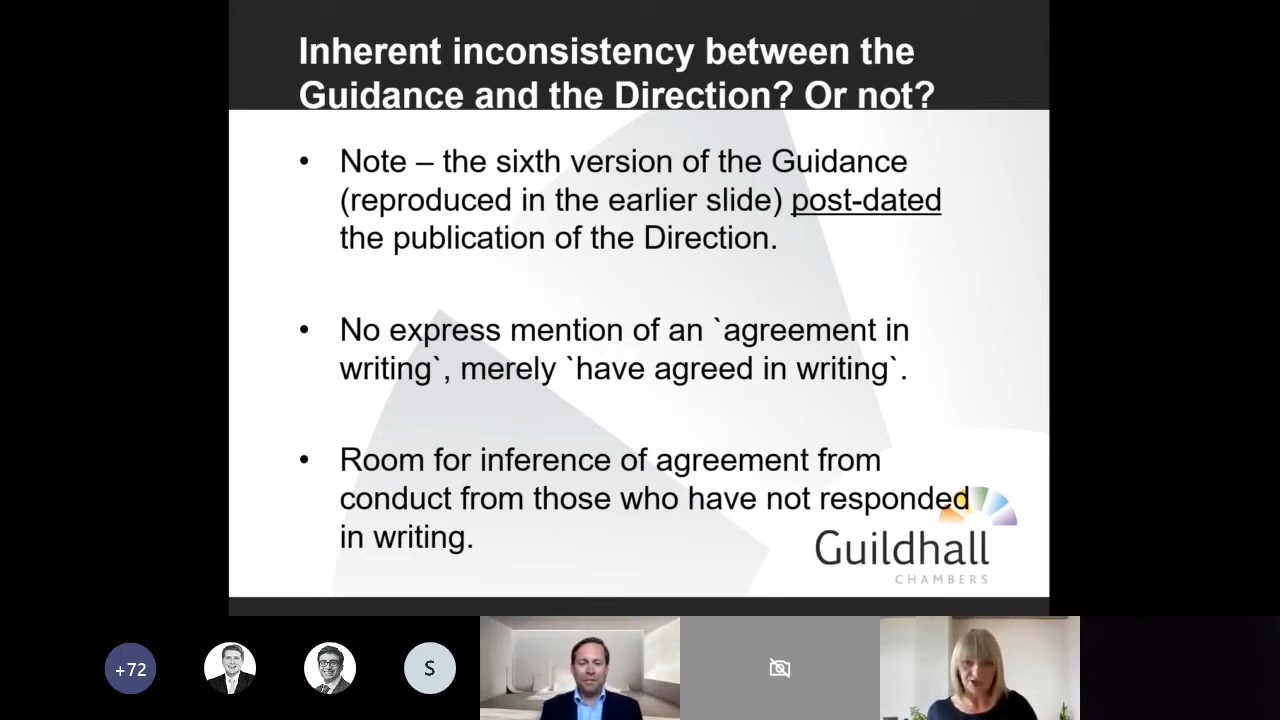 Inherent inconsistency between the
Guidance and the Direction? Or not?
• Note – the sixth version of the Guidance
(reproduced in the earlier slide) post-dated
the publication of the Direction.
• No express mention of an `agreement in
writing`, merely `have agreed in writing`.
• Room for inference of agreement from
conduct from those who have not responded
in writing.
Guildhall
CHAMBERS
+72
S